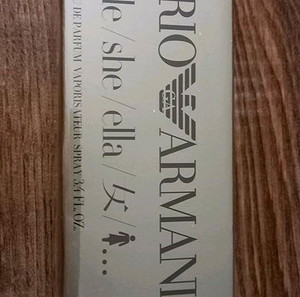 RIO ARMANI
le/she/ella/女/...
DE PARFUM VAPORISATEUR SPRAY 3.4 FL. OZ.